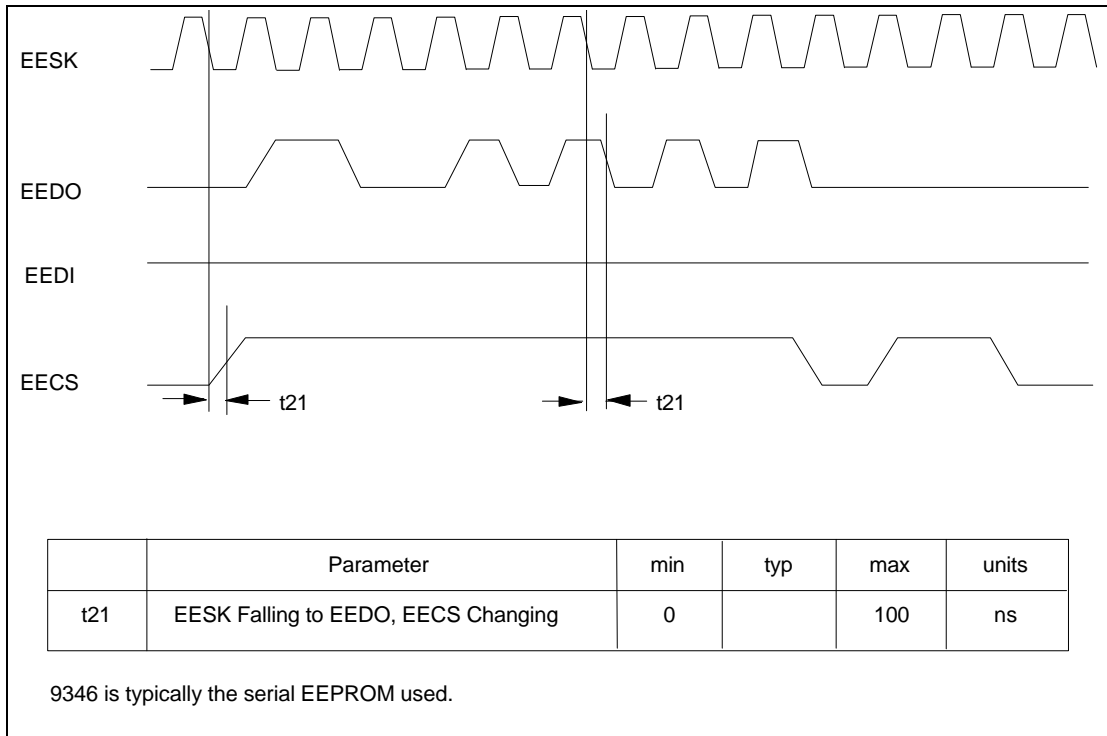 EESK
EEDO
EEDI
EECS
t21 t21
Parameter min typ max units
t21 EESK Falling to EEDO, EECS Changing 0 100 ns
9346 is typically the serial EEPROM used.